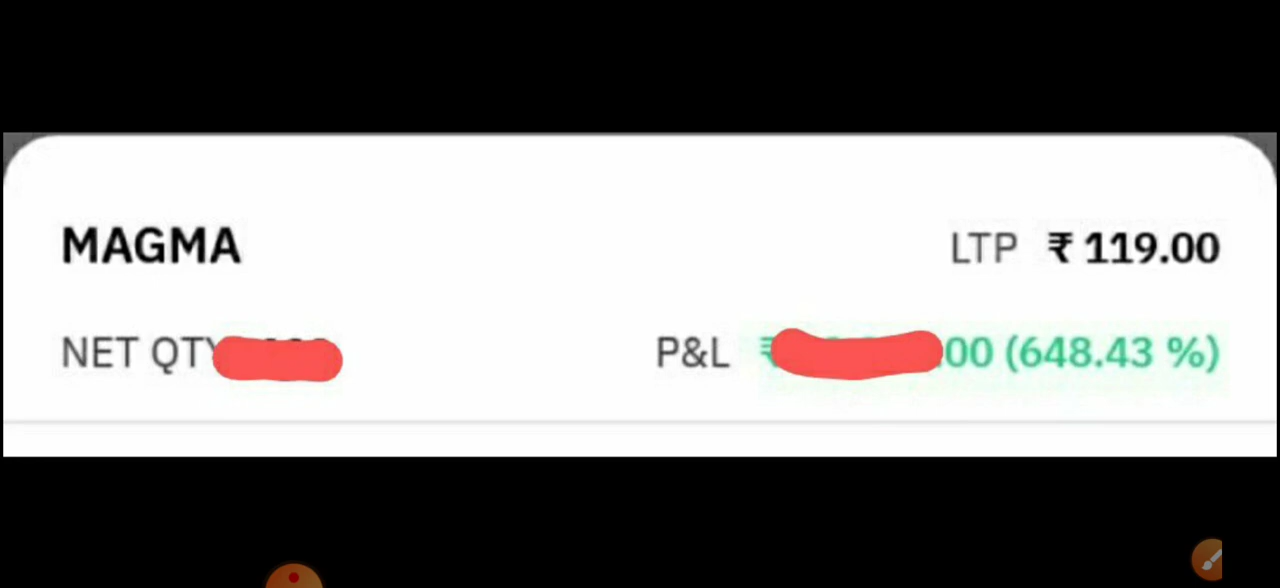 MAGMA LTP ₹ 119.00
NET QTY P&L ₹ 00 (648.43 %)